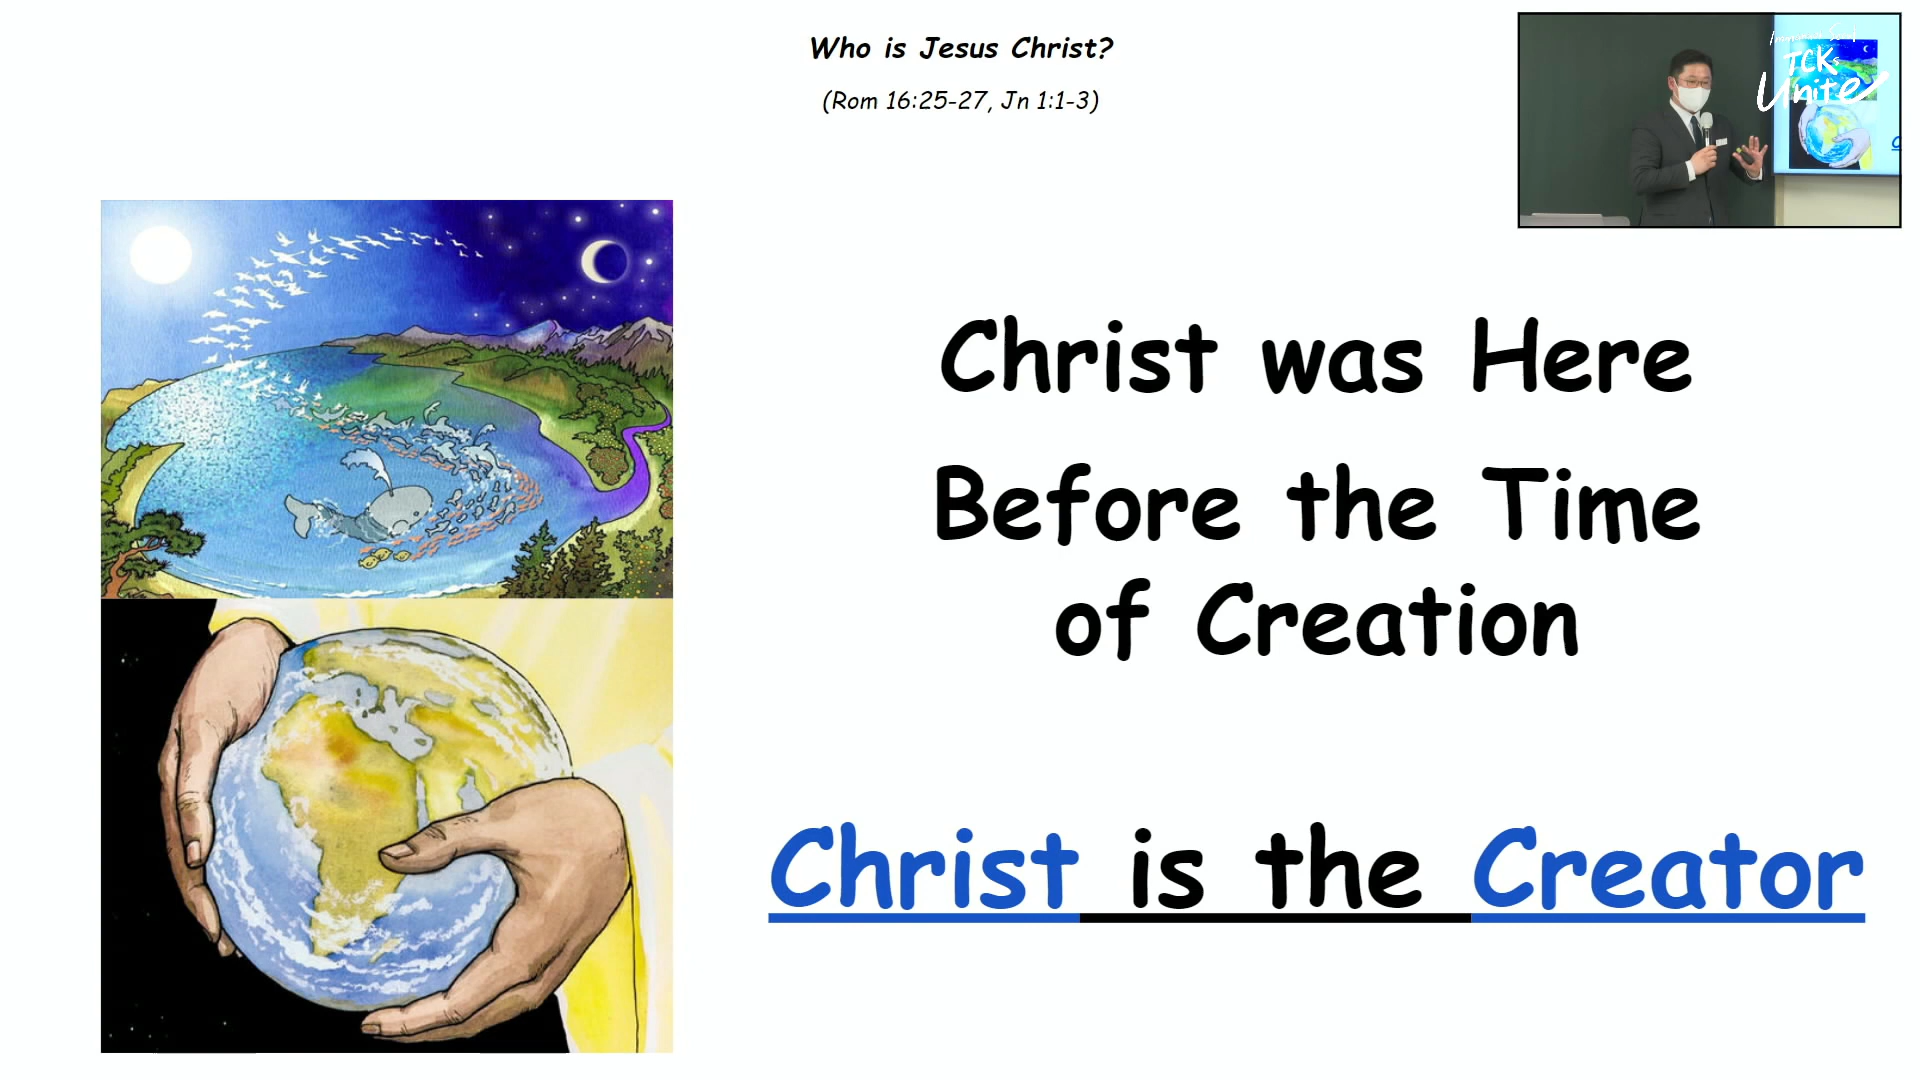 Who is Jesus Christ?
(Rom 16:25-27, Jn 1:1-3)
TCKs
Unite
Christ was Here
Before the Time
of Creation
Christ is the Creator